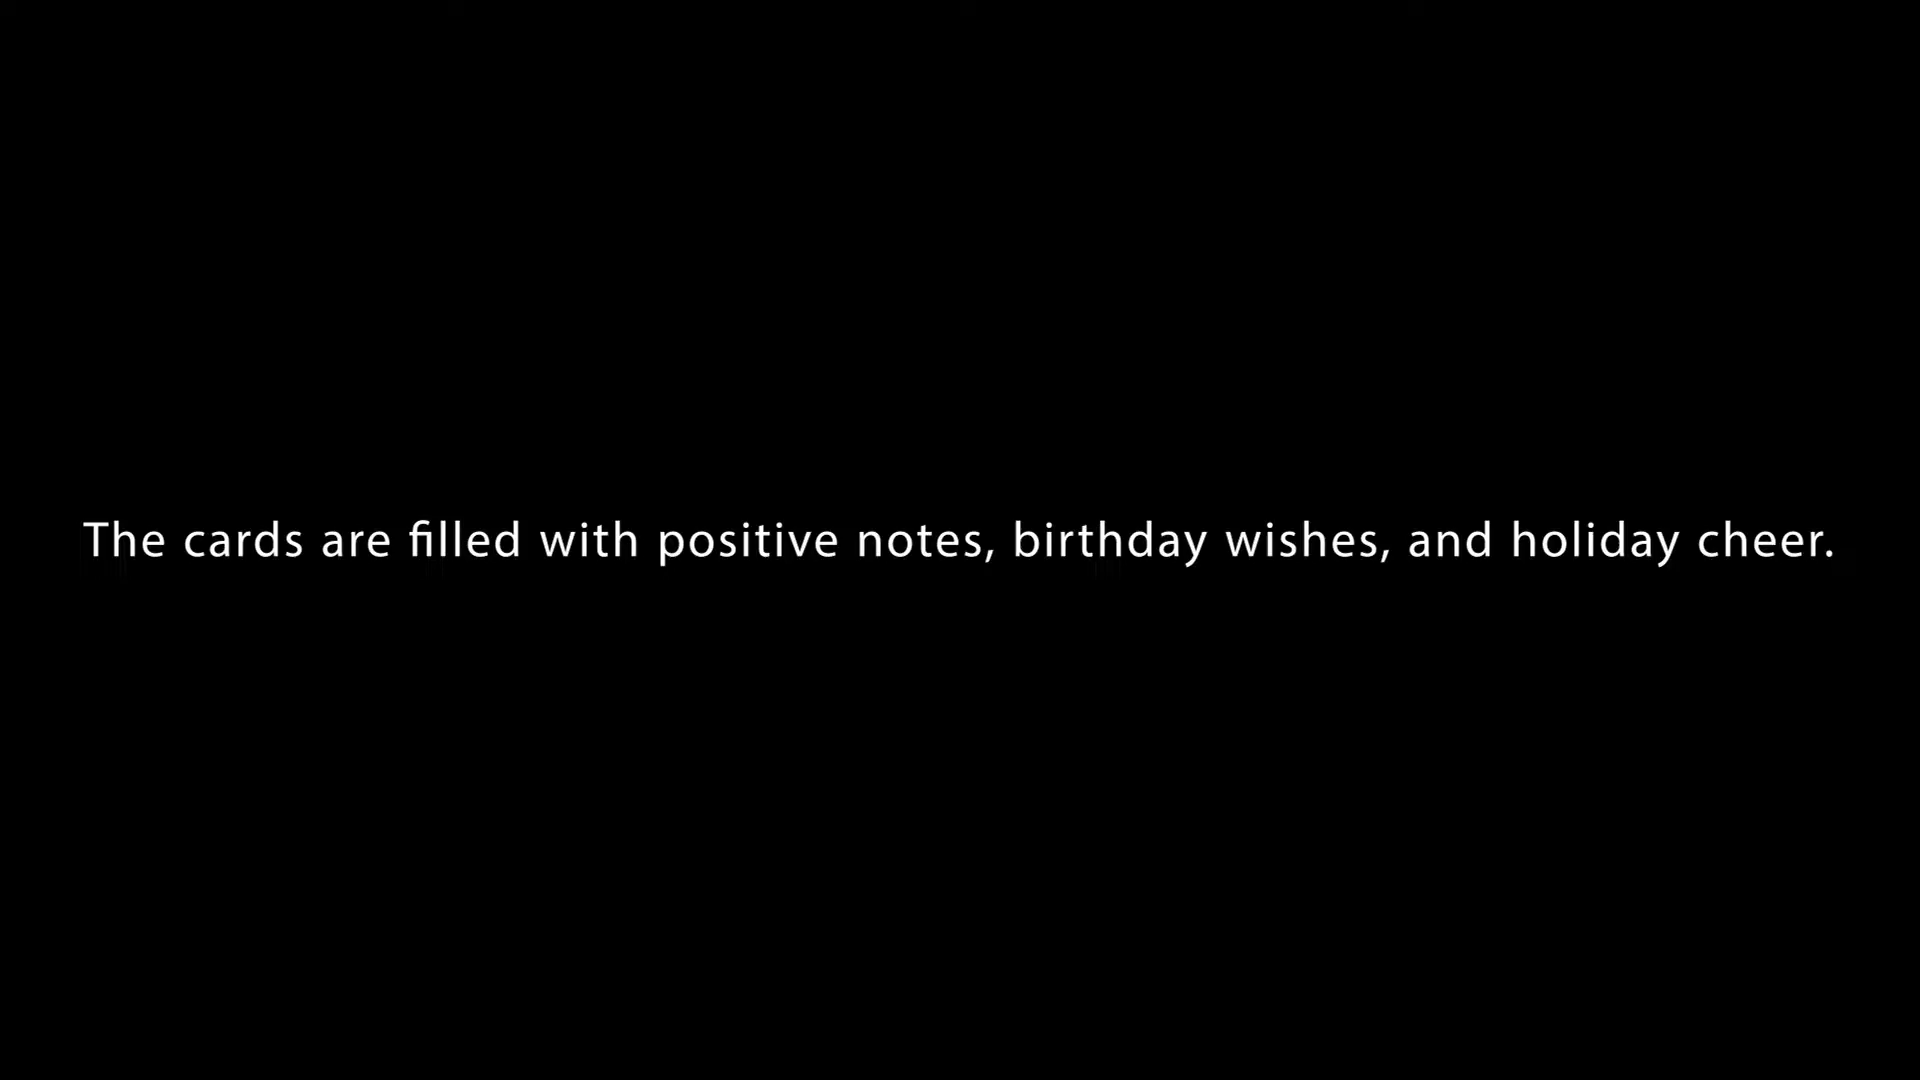 The cards are filled with positive notes, birthday wishes, and holiday cheer.